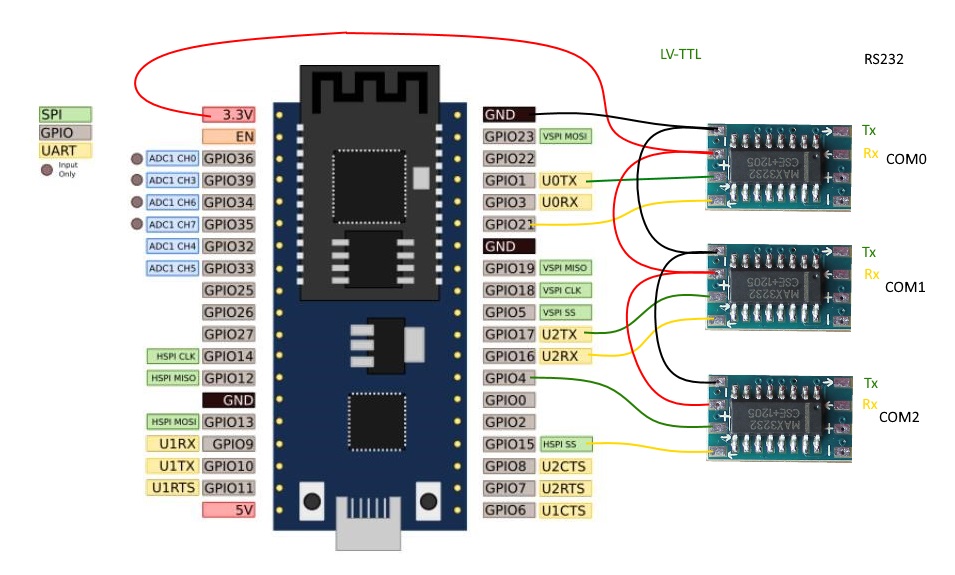 LV-TTL
RS232
SPI
GPIO
UART
Input
Only
3.3V
EN
ADC1 CH0 GPIO36
ADC1 CH3 GPIO39
ADC1 CH6 GPIO34
ADC1 CH7 GPIO35
ADC1 CH4 GPIO32
ADC1 CH5 GPIO33
GPIO25
GPIO26
GPIO27
HSPI CLK GPIO14
HSPI MISO GPIO12
GND
HSPI MOSI GPIO13
U1RX GPIO9
U1TX GPIO10
U1RTS GPIO11
5V
GND
GPIO23 VSPI MOSI
GPIO22
GPIO1 U0TX
GPIO3 U0RX
GPIO21
GND
GPIO19 VSPI MISO
GPIO18 VSPI CLK
GPIO5 VSPI SS
GPIO17 U2TX
GPIO16 U2RX
GPIO4
GPIO0
GPIO2
GPIO15 HSPI SS
GPIO8 U2CTS
GPIO7 U2RTS
GPIO6 U1CTS
MAX3232
CSE+1205
Tx
Rx
COM0
MAX3232
CSE+1205
Tx
Rx
COM1
MAX3232
CSE+1205
Tx
Rx
COM2